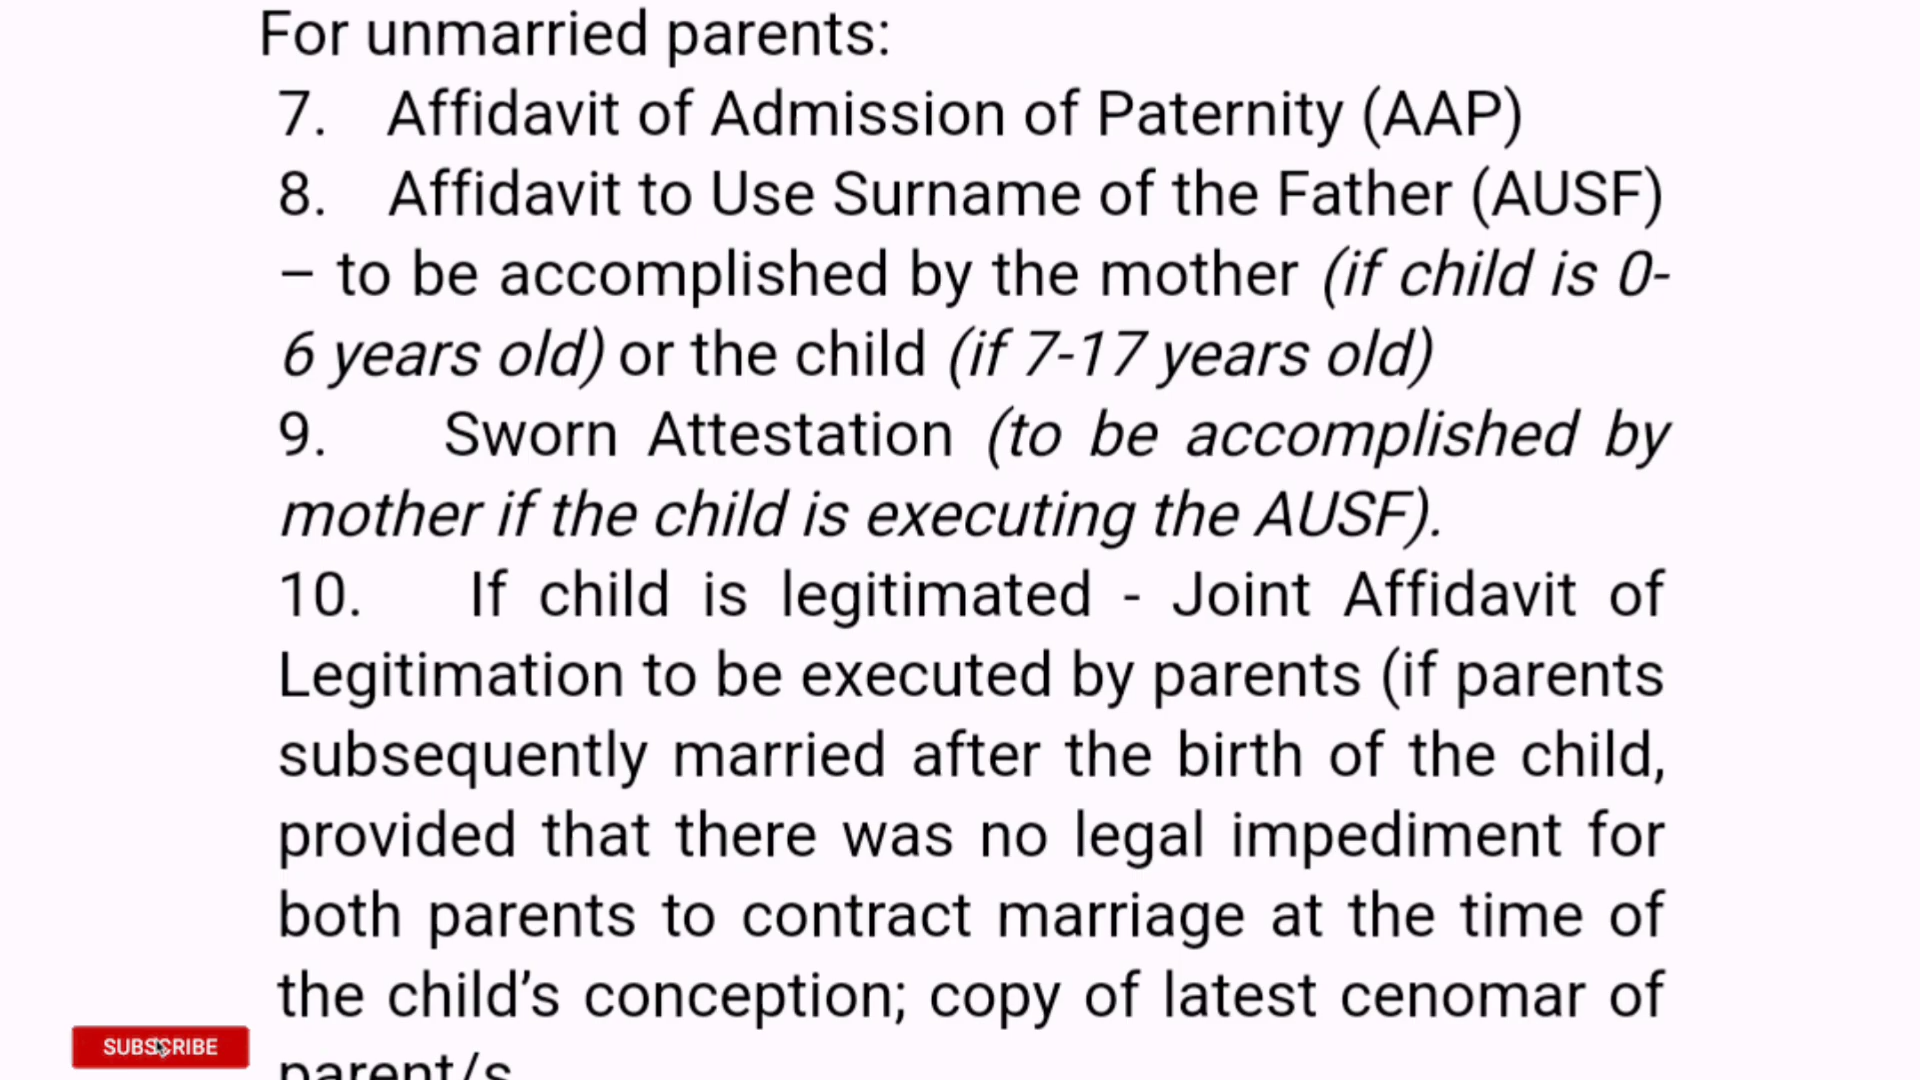 For unmarried parents:
7. Affidavit of Admission of Paternity (AAP)
8. Affidavit to Use Surname of the Father (AUSF)
– to be accomplished by the mother (if child is 0-
6 years old) or the child (if 7-17 years old)
9. Sworn Attestation (to be accomplished by
mother if the child is executing the AUSF).
10. If child is legitimated - Joint Affidavit of
Legitimation to be executed by parents (if parents
subsequently married after the birth of the child,
provided that there was no legal impediment for
both parents to contract marriage at the time of
the child’s conception; copy of latest cenomar of
parent/s
SUBSCRIBE